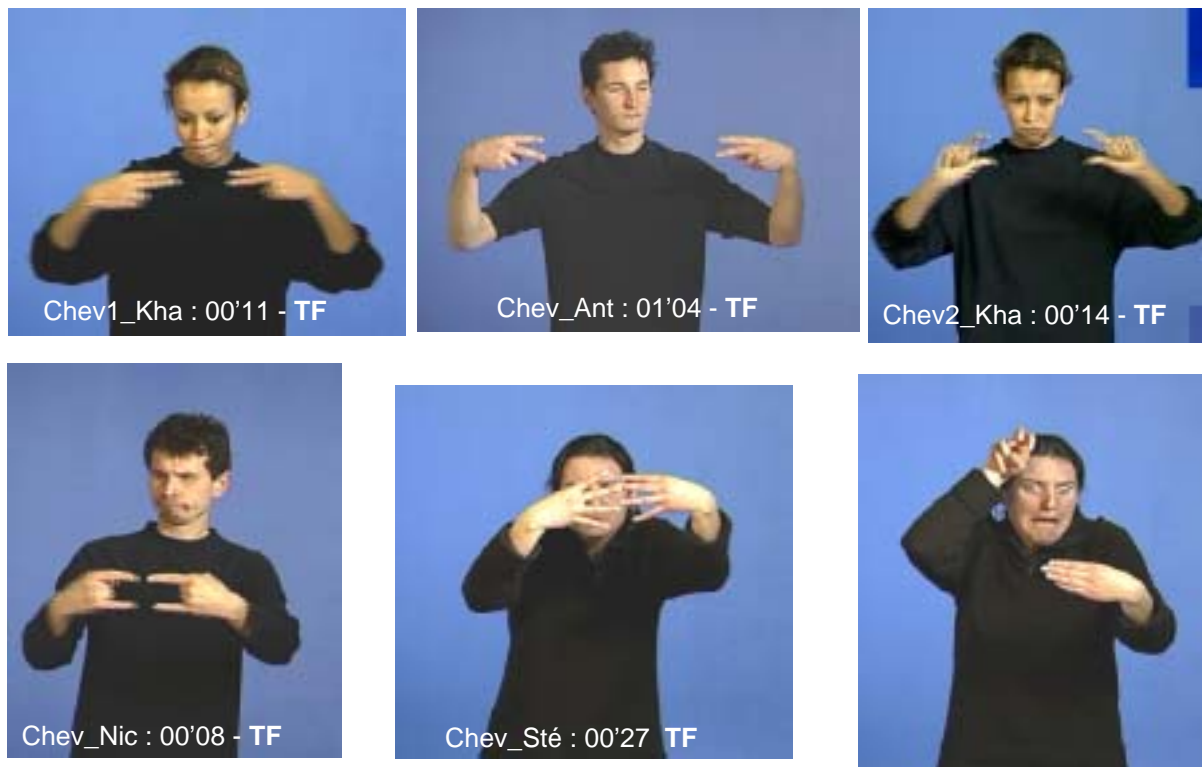 Chev1_Kha : 00'11 - TF
Chev_Ant : 01'04 - TF
Chev2_Kha : 00'14 - TF
Chev_Nic : 00'08 - TF
Chev_Sté : 00'27 TF